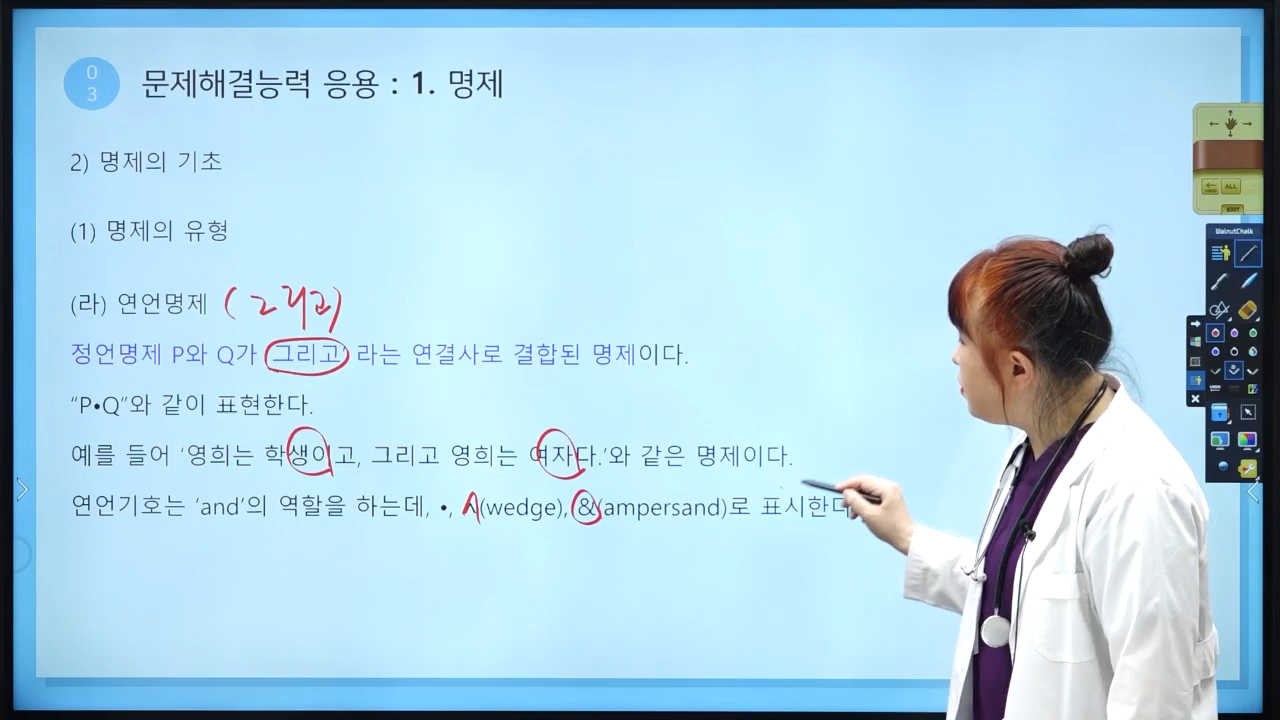 03
문제해결능력 응용 : 1. 명제
2) 명제의 기초
(1) 명제의 유형
(라) 연언명제 (그리고)
정언명제 P와 Q가 그리고 라는 연결사로 결합된 명제이다.
“P•Q”와 같이 표현한다.
예를 들어 ‘영희는 학생이고, 그리고 영희는 여자다.’와 같은 명제이다.
연언기호는 ‘and’의 역할을 하는데, •, ∧(wedge), &(ampersand)로 표시한다
ALL
EXIT
WalnutChalk